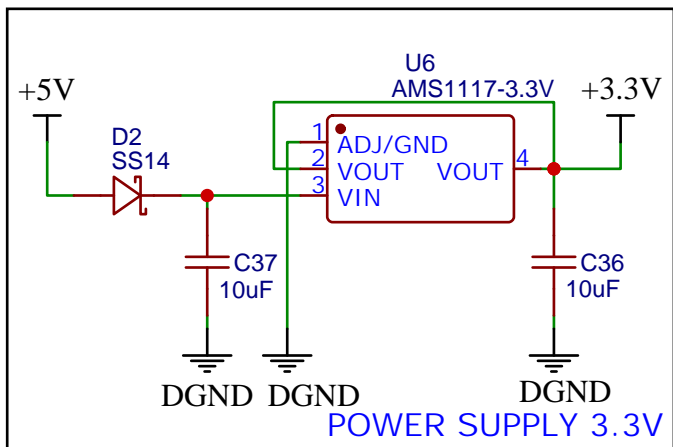 U6
AMS1117-3.3V
+5V
+3.3V
D2
SS14
1
ADJ/GND
2
VOUT
VOUT
4
3
VIN
C37
10uF
C36
10uF
DGND
DGND
DGND
POWER SUPPLY 3.3V